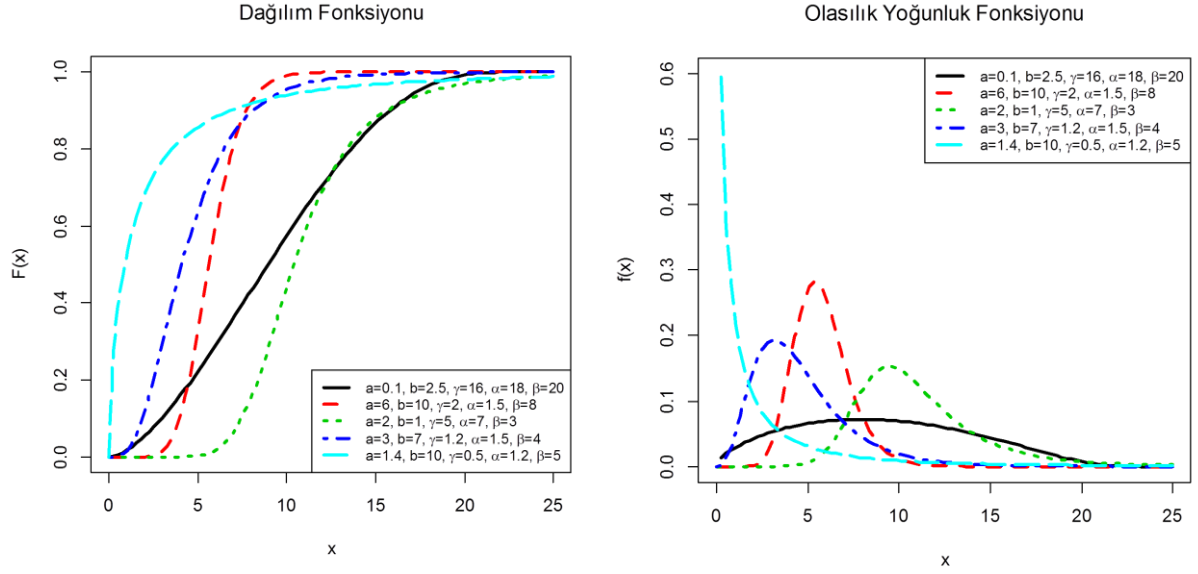 Dağılım Fonksiyonu
F(x)
1.0
0.8
0.6
0.4
0.2
0.0
a=0.1, b=2.5, γ=16, α=18, β=20
a=6, b=10, γ=2, α=1.5, β=8
a=2, b=1, γ=5, α=7, β=3
a=3, b=7, γ=1.2, α=1.5, β=4
a=1.4, b=10, γ=0.5, α=1.2, β=5
0 5 10 15 20 25
x
Olasılık Yoğunluk Fonksiyonu
f(x)
0.6
0.5
0.4
0.3
0.2
0.1
0.0
a=0.1, b=2.5, γ=16, α=18, β=20
a=6, b=10, γ=2, α=1.5, β=8
a=2, b=1, γ=5, α=7, β=3
a=3, b=7, γ=1.2, α=1.5, β=4
a=1.4, b=10, γ=0.5, α=1.2, β=5
0 5 10 15 20 25
x